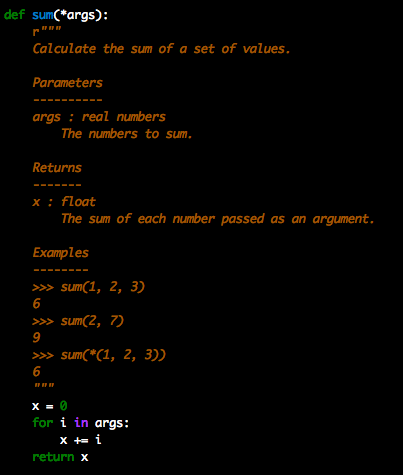 def sum(*args):
    r"""
    Calculate the sum of a set of values.

    Parameters
    ----------
    args : real numbers
        The numbers to sum.

    Returns
    -------
    x : float
        The sum of each number passed as an argument.

    Examples
    --------
    >>> sum(1, 2, 3)
    6
    >>> sum(2, 7)
    9
    >>> sum(*(1, 2, 3))
    6
    """
    x = 0
    for i in args:
        x += i
    return x